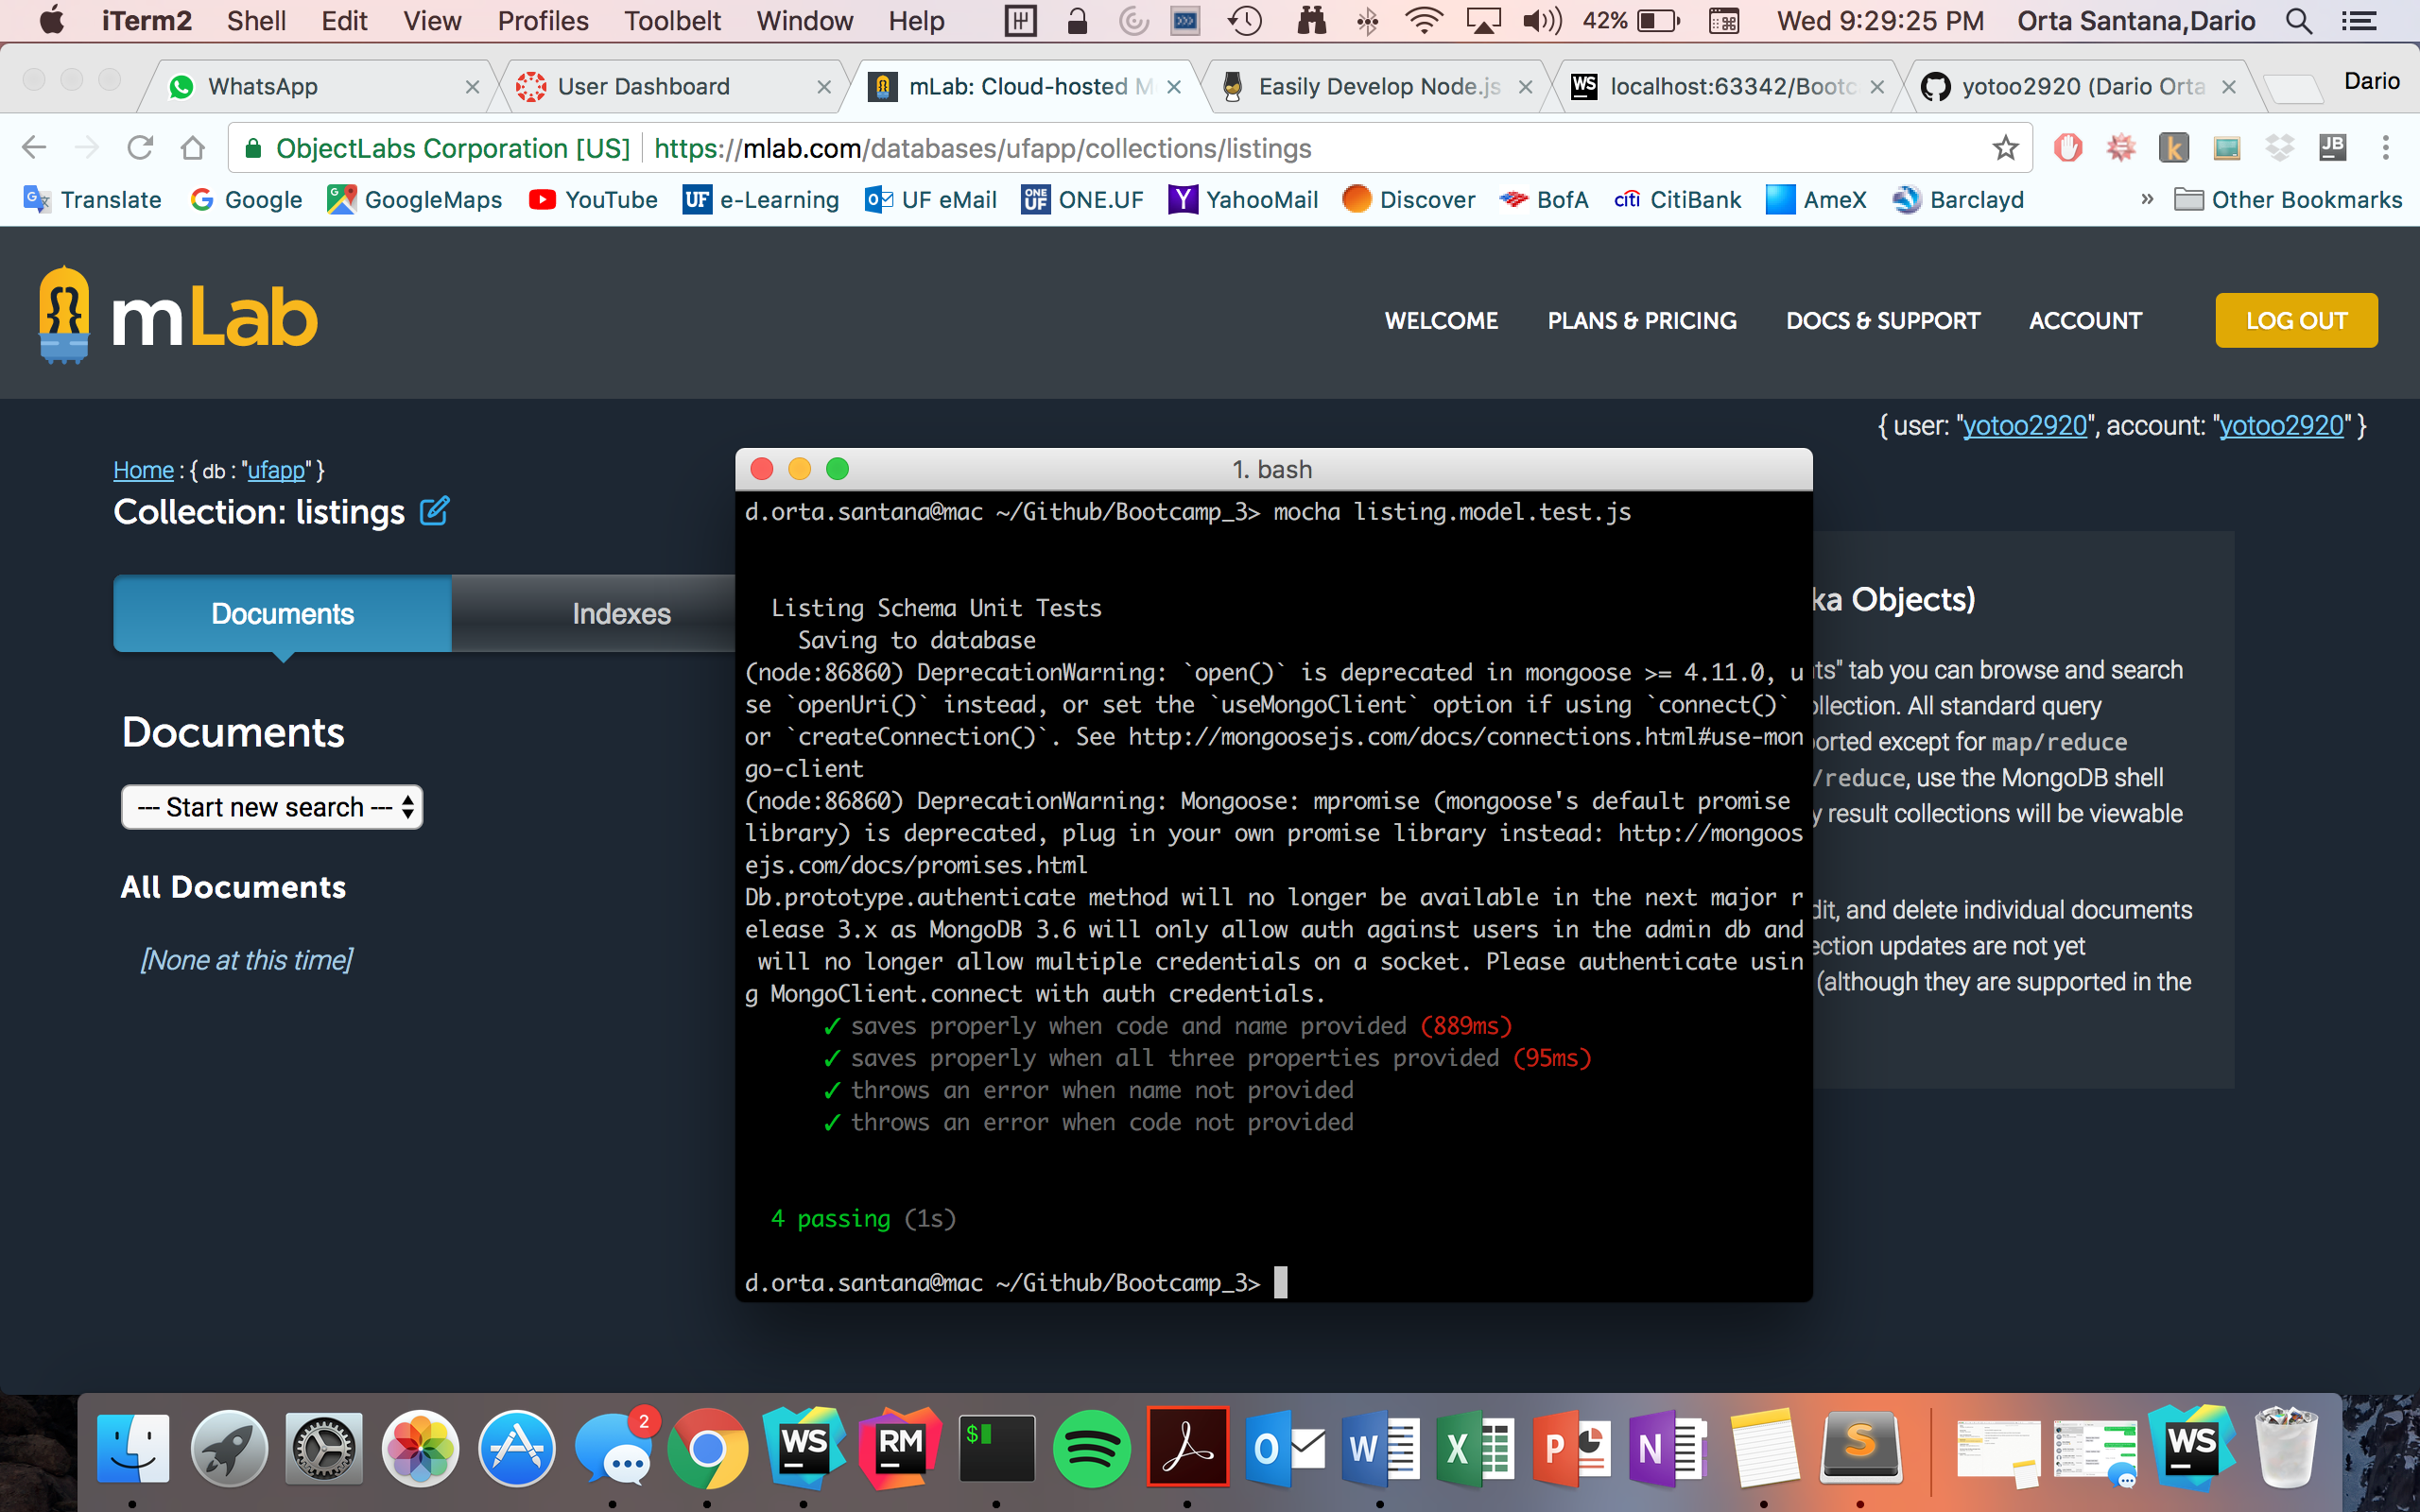 iTerm2 Shell Edit View Profiles Toolbelt Window Help 42% Wed 9:29:25 PM Orta Santana,Dario
WhatsApp User Dashboard mLab: Cloud-hosted M Easily Develop Node.js WS localhost:63342/Bootc yotoo2920 (Dario Orta Dario
ObjectLabs Corporation [US] https://mlab.com/databases/ufapp/collections/listings
Translate Google GoogleMaps YouTube UF e-Learning UF eMail ONE.UF YahooMail Discover BofA citi CitiBank AmeX Barclayd » Other Bookmarks
mLab WELCOME PLANS & PRICING DOCS & SUPPORT ACCOUNT LOG OUT
{ user: "yotoo2920", account: "yotoo2920" }
Home : { db : "ufapp" }
Collection: listings
Documents Indexes
Documents
--- Start new search ---
All Documents
[None at this time]
1. bash
d.orta.santana@mac ~/Github/Bootcamp_3> mocha listing.model.test.js
Listing Schema Unit Tests
Saving to database
(node:86860) DeprecationWarning: `open()` is deprecated in mongoose >= 4.11.0, u
se `openUri()` instead, or set the `useMongoClient` option if using `connect()`
or `createConnection()`. See http://mongoosejs.com/docs/connections.html#use-mon
go-client
(node:86860) DeprecationWarning: Mongoose: mpromise (mongoose's default promise
library) is deprecated, plug in your own promise library instead: http://mongoos
ejs.com/docs/promises.html
Db.prototype.authenticate method will no longer be available in the next major r
elease 3.x as MongoDB 3.6 will only allow auth against users in the admin db and
will no longer allow multiple credentials on a socket. Please authenticate usin
g MongoClient.connect with auth credentials.
✓ saves properly when code and name provided (889ms)
✓ saves properly when all three properties provided (95ms)
✓ throws an error when name not provided
✓ throws an error when code not provided
4 passing (1s)
d.orta.santana@mac ~/Github/Bootcamp_3>
ka Objects)
ts" tab you can browse and search
ollection. All standard query
ported except for map/reduce
/reduce, use the MongoDB shell
y result collections will be viewable
dit, and delete individual documents
ection updates are not yet
(although they are supported in the
2 WS RM $ O W X P N S WS